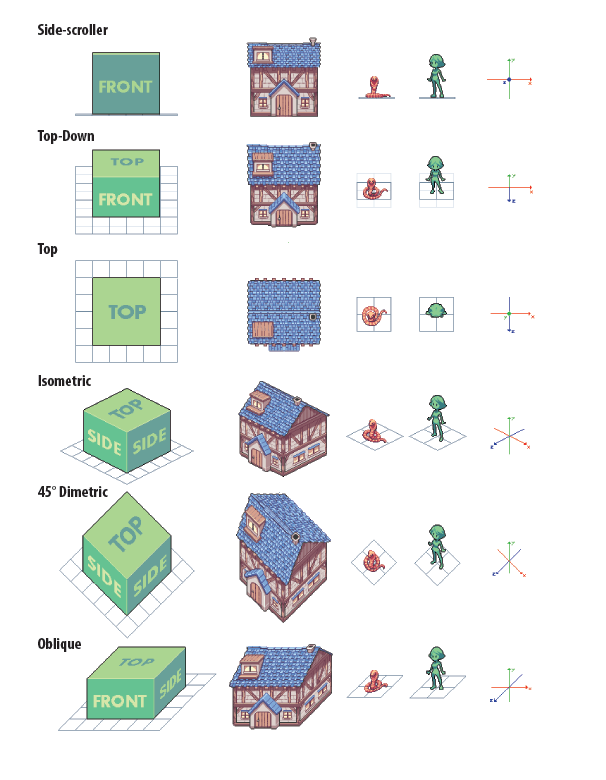 Side-scroller
FRONT
y
x
z
Top-Down
TOP
FRONT
y
x
z
Top
TOP
y
x
z
Isometric
TOP
SIDE SIDE
y
x
z
45° Dimetric
TOP
SIDE SIDE
y
x
z
Oblique
TOP
FRONT SIDE
y
x
z